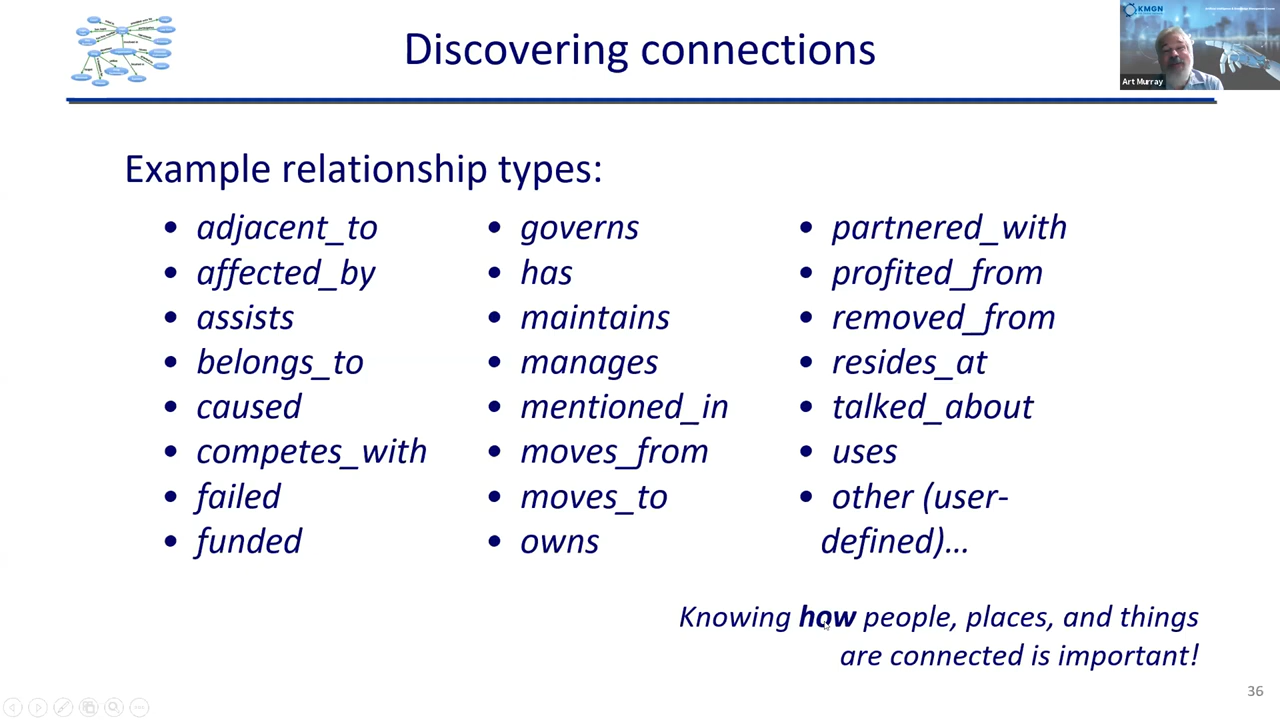 Discovering connections
KMGN
Art Murray
Example relationship types:
• adjacent_to
• affected_by
• assists
• belongs_to
• caused
• competes_with
• failed
• funded
• governs
• has
• maintains
• manages
• mentioned_in
• moves_from
• moves_to
• owns
• partnered_with
• profited_from
• removed_from
• resides_at
• talked_about
• uses
• other (user-
defined)...
Knowing how people, places, and things
are connected is important!
36